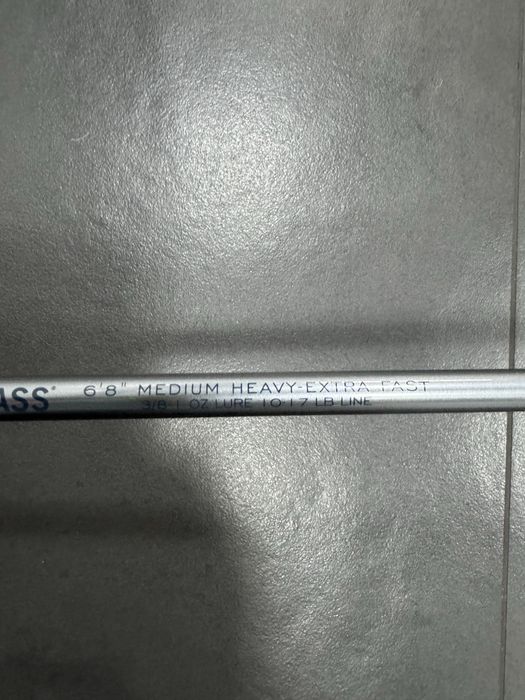 ASS® 6'8" MEDIUM HEAVY-EXTRA FAST
3/8-1 OZ LURE 10-17 LB LINE